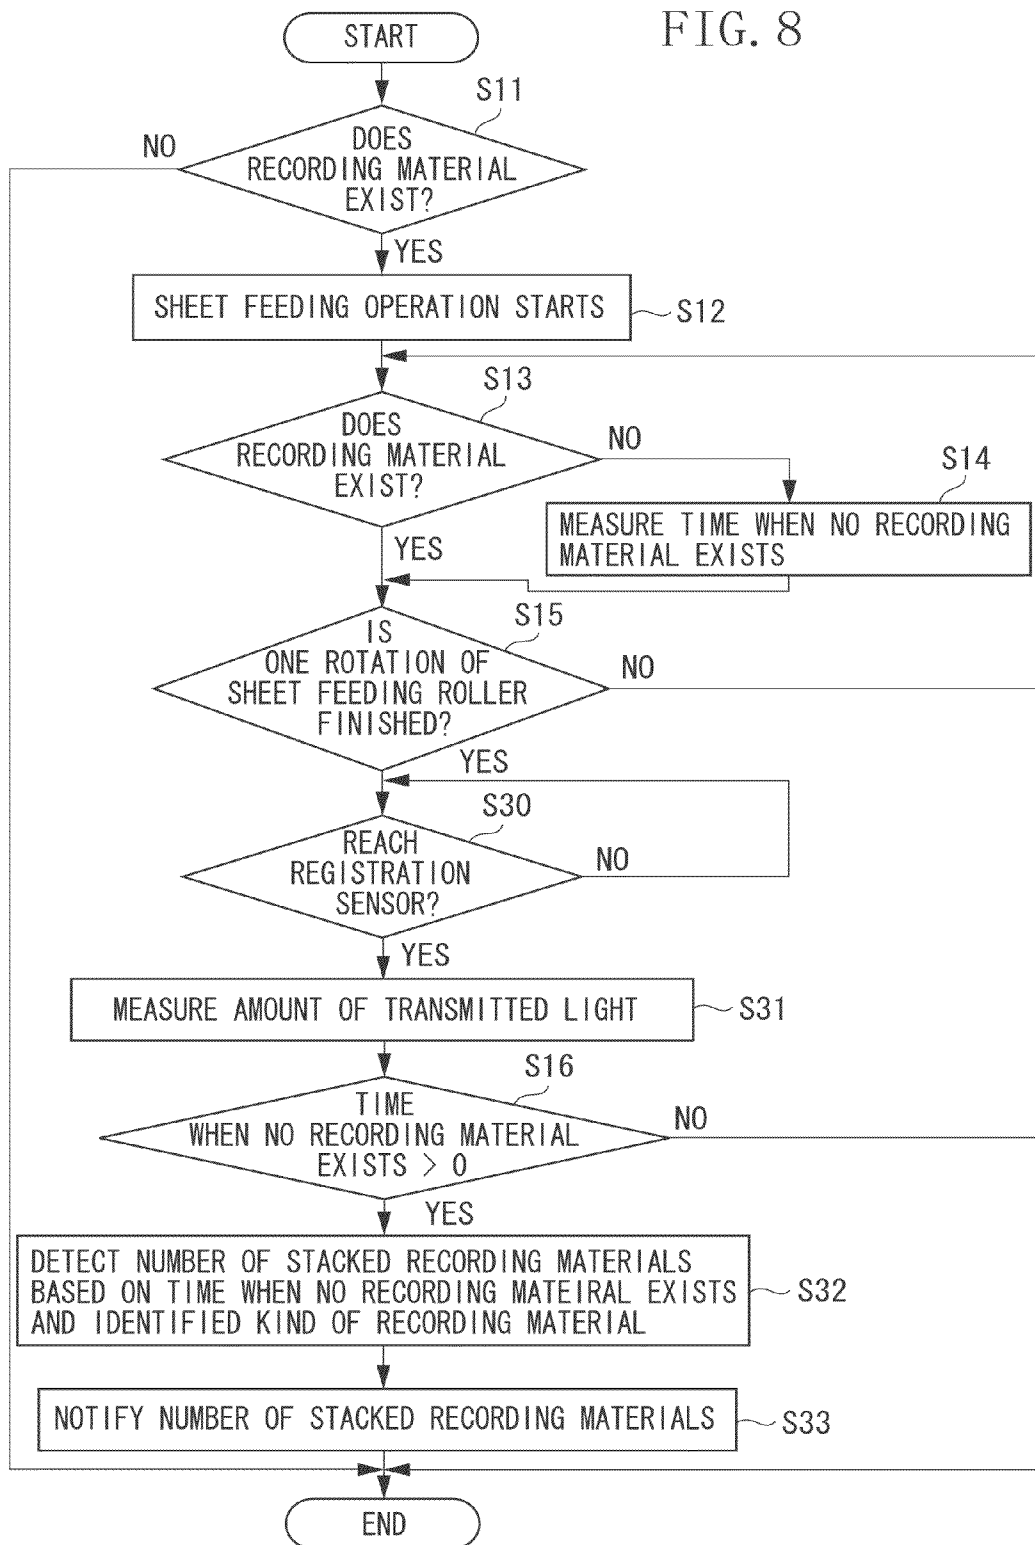 FIG. 8
START
S11
DOES
RECORDING MATERIAL
EXIST?
NO
YES
SHEET FEEDING OPERATION STARTS
S12
S13
DOES
RECORDING MATERIAL
EXIST?
NO
S14
MEASURE TIME WHEN NO RECORDING
MATERIAL EXISTS
YES
S15
IS
ONE ROTATION OF
SHEET FEEDING ROLLER
FINISHED?
NO
YES
S30
REACH
REGISTRATION
SENSOR?
NO
YES
MEASURE AMOUNT OF TRANSMITTED LIGHT
S31
S16
TIME
WHEN NO RECORDING MATERIAL
EXISTS > 0
NO
YES
DETECT NUMBER OF STACKED RECORDING MATERIALS
BASED ON TIME WHEN NO RECORDING MATEIRAL EXISTS
AND IDENTIFIED KIND OF RECORDING MATERIAL
S32
NOTIFY NUMBER OF STACKED RECORDING MATERIALS
S33
END